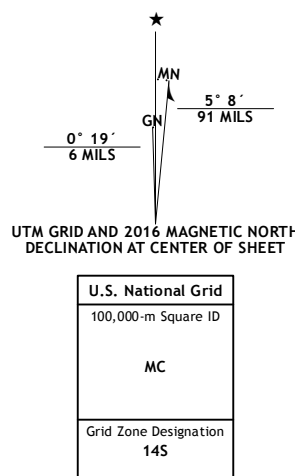 MN
GN
5° 8´
91 MILS
0° 19´
6 MILS
UTM GRID AND 2016 MAGNETIC NORTH
DECLINATION AT CENTER OF SHEET
U.S. National Grid
100,000-m Square ID
MC
Grid Zone Designation
14S